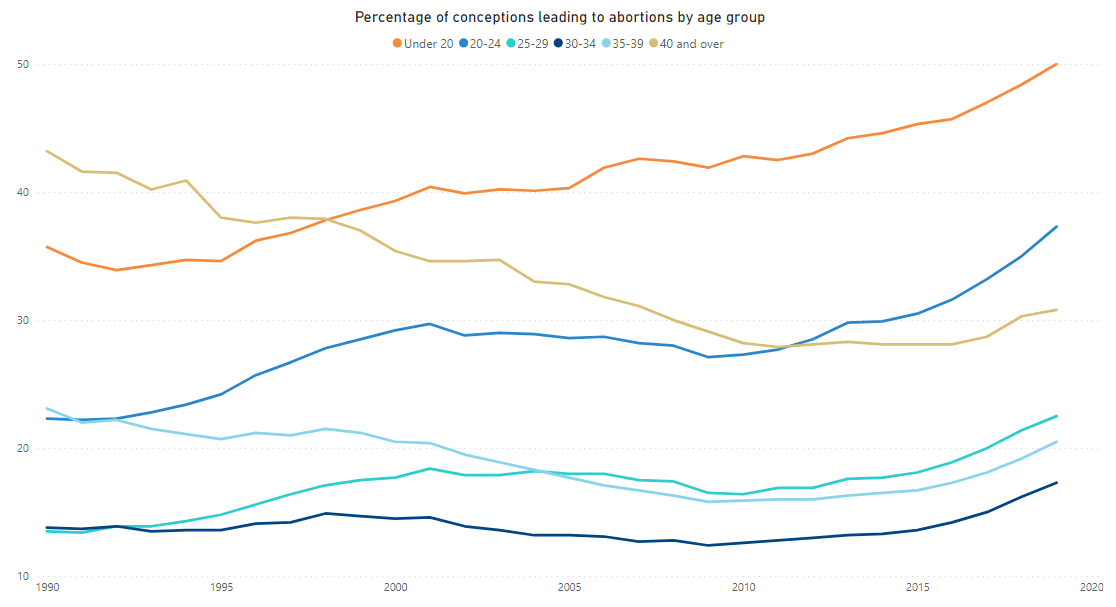 Percentage of conceptions leading to abortions by age group
Under 20 20-24 25-29 30-34 35-39 40 and over
50
40
30
20
10
1990 1995 2000 2005 2010 2015 2020